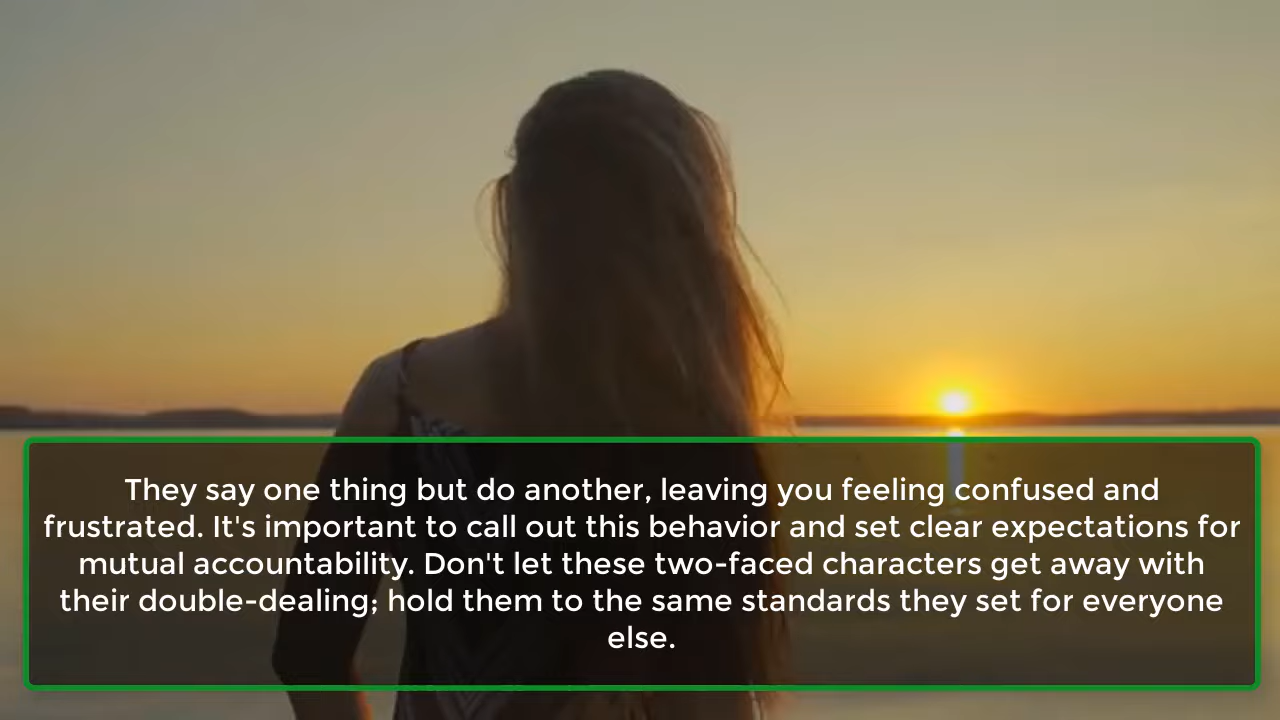 They say one thing but do another, leaving you feeling confused and
frustrated. It's important to call out this behavior and set clear expectations for
mutual accountability. Don't let these two-faced characters get away with
their double-dealing; hold them to the same standards they set for everyone
else.